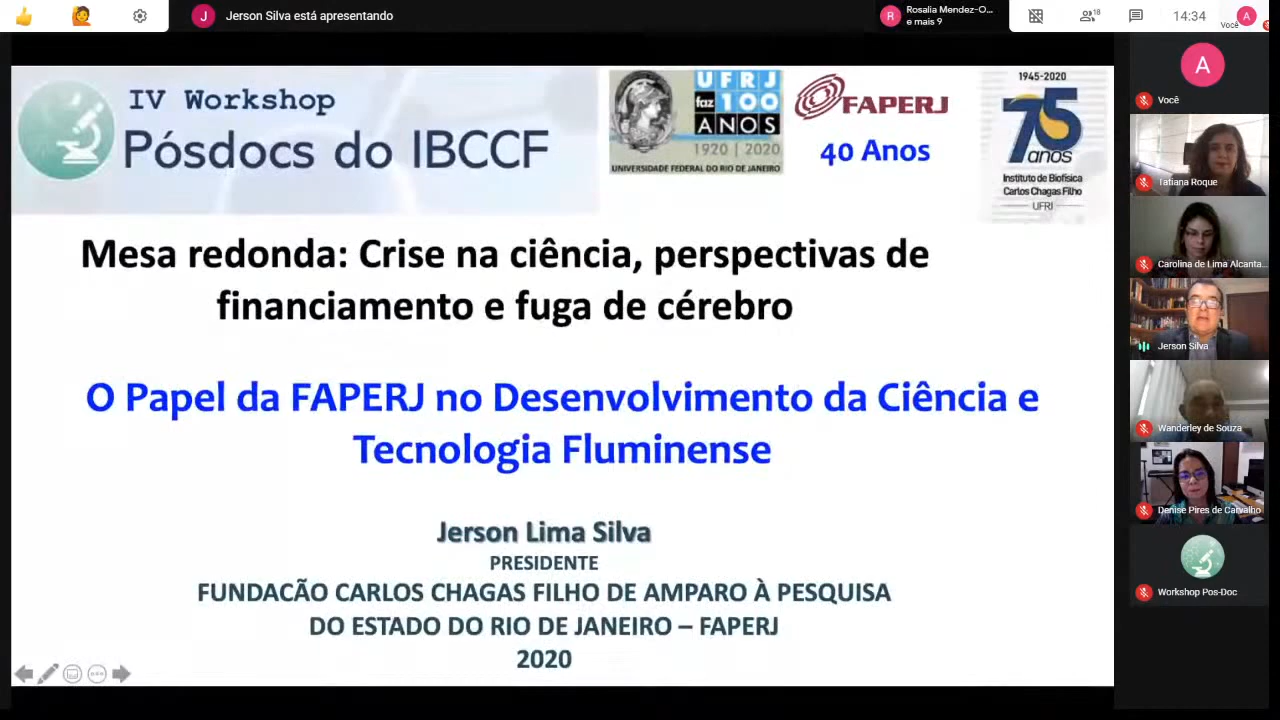 J Jerson Silva está apresentando
R Rosalia Mendez-O...
e mais 9
18
14:34
Você
A
IV Workshop
Pósdocs do IBCCF
UFRJ
faz 100
ANOS
1920 | 2020
UNIVERSIDADE FEDERAL DO RIO DE JANEIRO
FAPERJ
40 Anos
1945-2020
75
anos
Instituto de Biofísica
Carlos Chagas Filho
UFRJ
Mesa redonda: Crise na ciência, perspectivas de
financiamento e fuga de cérebro
O Papel da FAPERJ no Desenvolvimento da Ciência e
Tecnologia Fluminense
Jerson Lima Silva
PRESIDENTE
FUNDACÃO CARLOS CHAGAS FILHO DE AMPARO À PESQUISA
DO ESTADO DO RIO DE JANEIRO – FAPERJ
2020
A
Você
Tatiana Roque
Carolina de Lima Alcanta...
Jerson Silva
Wanderley de Souza
Denise Pires de Carvalho
Workshop Pos-Doc